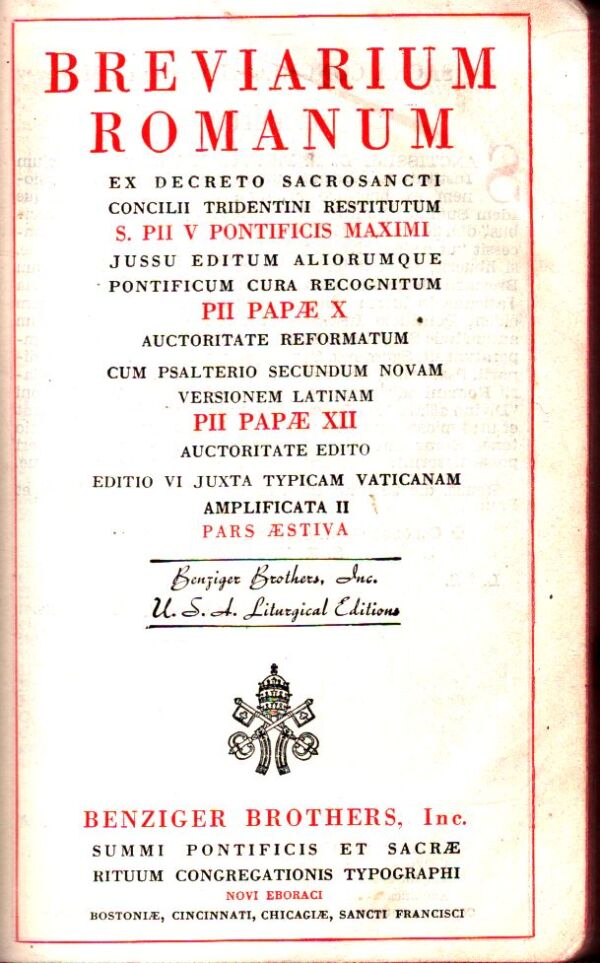 BREVIARIUM
ROMANUM
EX DECRETO SACROSANCTI
CONCILII TRIDENTINI RESTITUTUM
S. PII V PONTIFICIS MAXIMI
JUSSU EDITUM ALIORUMQUE
PONTIFICUM CURA RECOGNITUM
PII PAPÆ X
AUCTORITATE REFORMATUM
CUM PSALTERIO SECUNDUM NOVAM
VERSIONEM LATINAM
PII PAPÆ XII
AUCTORITATE EDITO
EDITIO VI JUXTA TYPICAM VATICANAM
AMPLIFICATA II
PARS ÆSTIVA
Benziger Brothers, Inc.
U. S. A. Liturgical Editions
BENZIGER BROTHERS, Inc.
SUMMI PONTIFICIS ET SACRÆ
RITUUM CONGREGATIONIS TYPOGRAPHI
NOVI EBORACI
BOSTONIÆ, CINCINNATI, CHICAGIÆ, SANCTI FRANCISCI